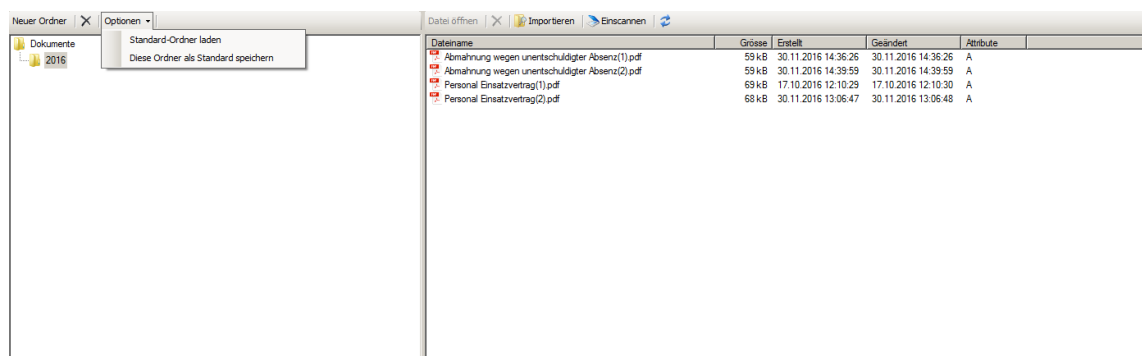 Neuer Ordner Optionen Datei öffnen Importieren Einscannen
Dokumente
2016
Standard-Ordner laden
Diese Ordner als Standard speichern
Dateiname Grösse Erstellt Geändert Attribute
Abmahnung wegen unentschuldigter Absenz(1).pdf 59 kB 30.11.2016 14:36:26 30.11.2016 14:36:26 A
Abmahnung wegen unentschuldigter Absenz(2).pdf 59 kB 30.11.2016 14:39:59 30.11.2016 14:39:59 A
Personal Einsatzvertrag(1).pdf 69 kB 17.10.2016 12:10:29 17.10.2016 12:10:30 A
Personal Einsatzvertrag(2).pdf 68 kB 30.11.2016 13:06:47 30.11.2016 13:06:48 A